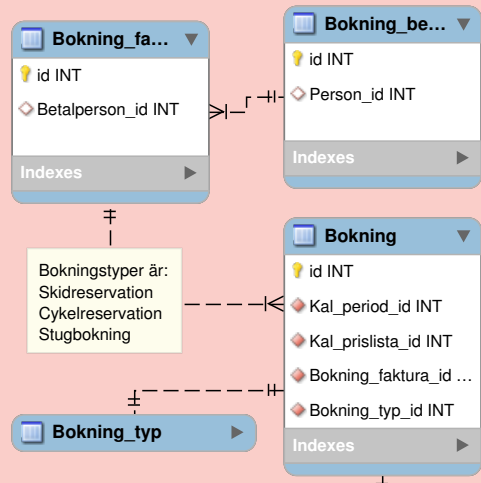 Bokning_fa...
id INT
Betalperson_id INT
Indexes
Bokning_be...
id INT
Person_id INT
Indexes
Bokningstyper är:
Skidreservation
Cykelreservation
Stugbokning
Bokning
id INT
Kal_period_id INT
Kal_prislista_id INT
Bokning_faktura_id ...
Bokning_typ_id INT
Indexes
Bokning_typ